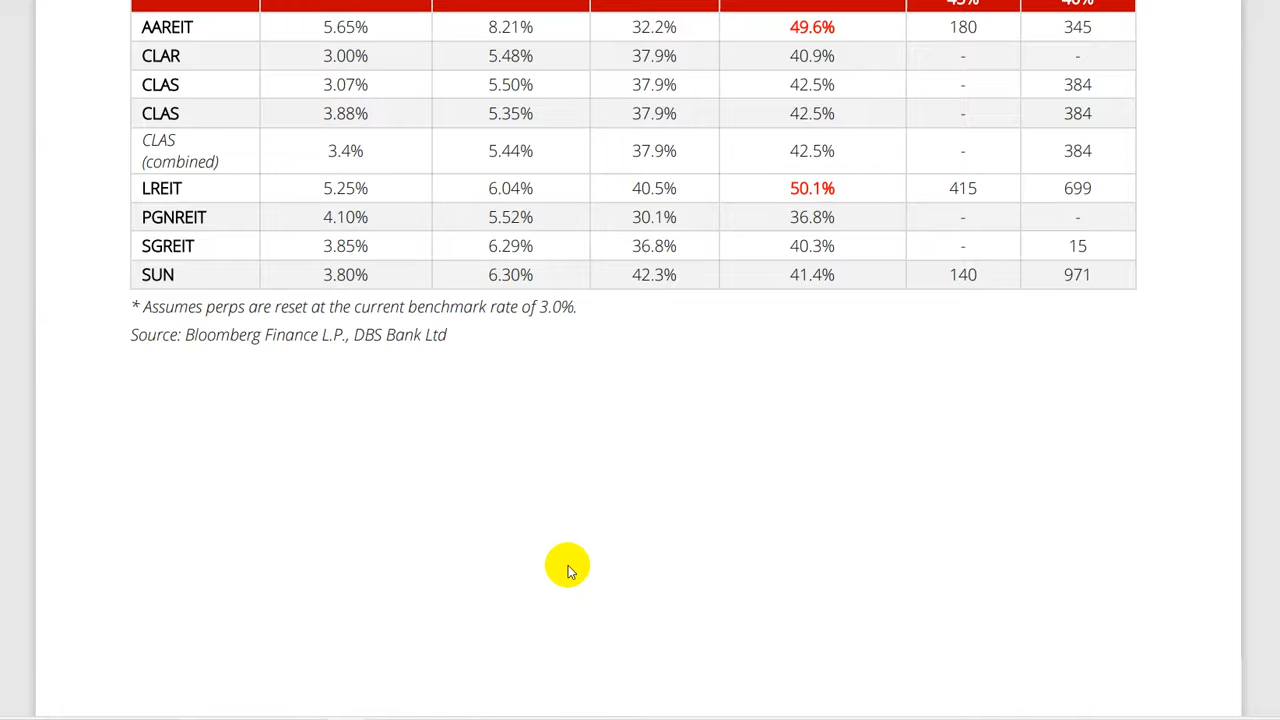 AAREIT 5.65% 8.21% 32.2% 49.6% 180 345
CLAR 3.00% 5.48% 37.9% 40.9% - -
CLAS 3.07% 5.50% 37.9% 42.5% - 384
CLAS 3.88% 5.35% 37.9% 42.5% - 384
CLAS
(combined) 3.4% 5.44% 37.9% 42.5% - 384
LREIT 5.25% 6.04% 40.5% 50.1% 415 699
PGNREIT 4.10% 5.52% 30.1% 36.8% - -
SGREIT 3.85% 6.29% 36.8% 40.3% - 15
SUN 3.80% 6.30% 42.3% 41.4% 140 971
* Assumes perps are reset at the current benchmark rate of 3.0%.
Source: Bloomberg Finance L.P., DBS Bank Ltd